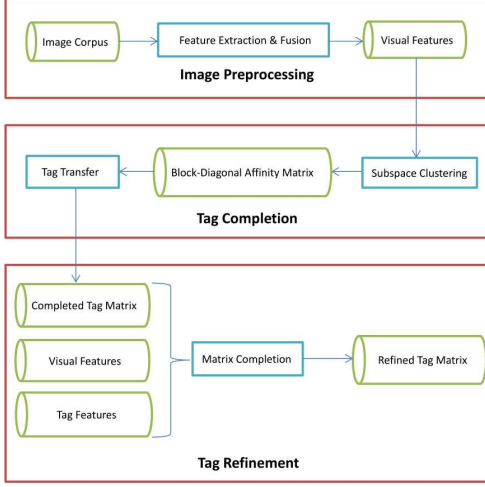 Image Corpus
Feature Extraction & Fusion
Visual Features
Image Preprocessing
Tag Transfer
Block-Diagonal Affinity Matrix
Subspace Clustering
Tag Completion
Completed Tag Matrix
Visual Features
Matrix Completion
Refined Tag Matrix
Tag Features
Tag Refinement